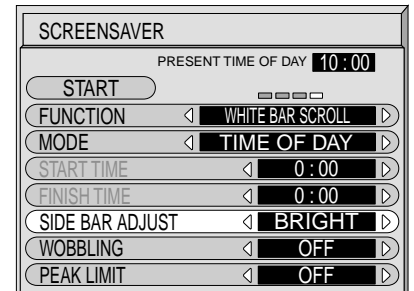 SCREENSAVER
PRESENT TIME OF DAY 10:00
START
FUNCTION WHITE BAR SCROLL
MODE TIME OF DAY
START TIME 0:00
FINISH TIME 0:00
SIDE BAR ADJUST BRIGHT
WOBBLING OFF
PEAK LIMIT OFF